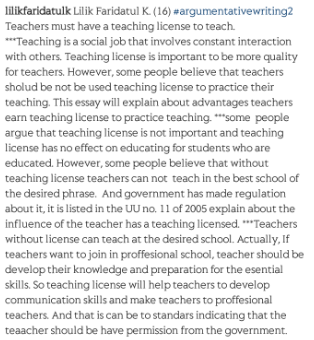 lilikfaridatulk Lilik Faridatul K. (16) #argumentativewriting2
Teachers must have a teaching license to teach.
***Teaching is a social job that involves constant interaction
with others. Teaching license is important to be more quality
for teachers. However, some people believe that teachers
sholud be not be used teaching license to practice their
teaching. This essay will explain about advantages teachers
earn teaching license to practice teaching. ***some people
argue that teaching license is not important and teaching
license has no effect on educating for students who are
educated. However, some people believe that without
teaching license teachers can not teach in the best school of
the desired phrase. And government has made regulation
about it, it is listed in the UU no. 11 of 2005 explain about the
influence of the teacher has a teaching licensed. ***Teachers
without license can teach at the desired school. Actually, If
teachers want to join in proffesional school, teacher should be
develop their knowledge and preparation for the esential
skills. So teaching license will help teachers to develop
communication skills and make teachers to proffesional
teachers. And that is can be to standars indicating that the
teaacher should be have permission from the government.